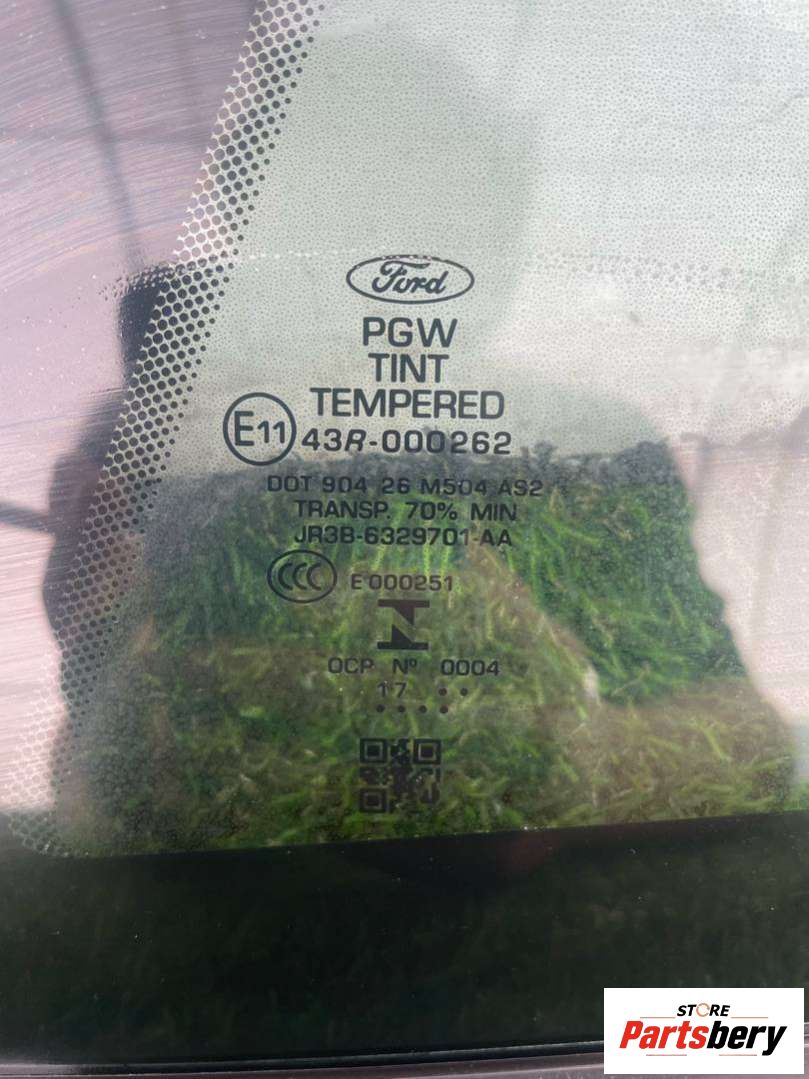 Ford
PGW
TINT
TEMPERED
E11 43R-000262
DOT 904 26 M504 AS2
TRANSP. 70% MIN
JR3B-6329701-AA
CCC E000251
OCP Nº 0004
17
STORE
Partsbery